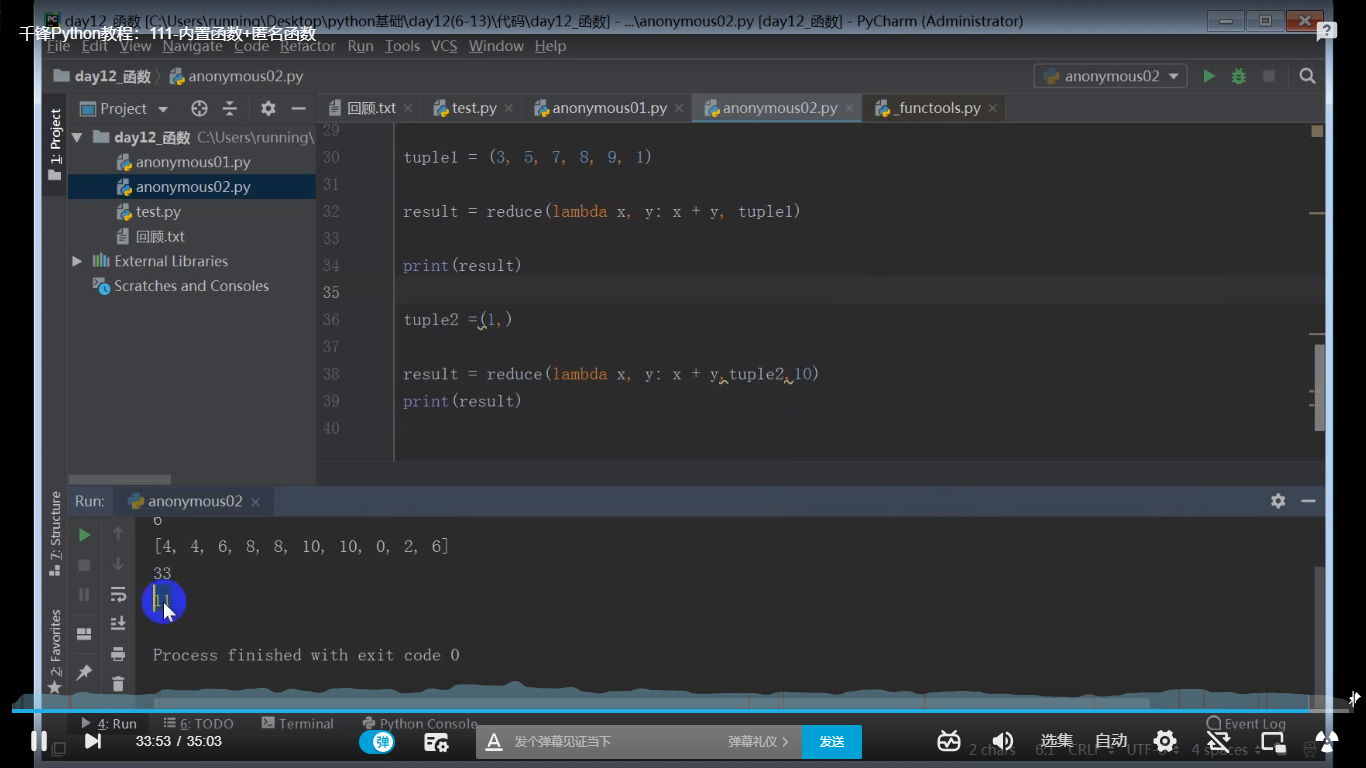 day12_函数 [C:\Users\running\Desktop\python基础\day12(6-13)\代码\day12_函数] - ...\anonymous02.py [day12_函数] - PyCharm (Administrator)
千锋Python教程：111-内置函数+匿名函数
File Edit View Navigate Code Refactor Run Tools VCS Window Help
day12_函数 anonymous02.py anonymous02
Project 回顾.txt test.py anonymous01.py anonymous02.py _functools.py
1: Project
day12_函数 C:\Users\running\
anonymous01.py
anonymous02.py
test.py
回顾.txt
External Libraries
Scratches and Consoles
29
30 tuple1 = (3, 5, 7, 8, 9, 1)
31
32 result = reduce(lambda x, y: x + y, tuple1)
33
34 print(result)
35
36 tuple2 =(1,)
37
38 result = reduce(lambda x, y: x + y,tuple2,10)
39 print(result)
40
7: Structure
2: Favorites
Run: anonymous02
6
[4, 4, 6, 8, 8, 10, 10, 0, 2, 6]
33
11
Process finished with exit code 0
4: Run 6: TODO Terminal Python Console Event Log
33:53 / 35:03 弹 发个弹幕见证当下 弹幕礼仪 发送 选集 自动
2 chars 6:1 CRLF UTF-8 4 spaces